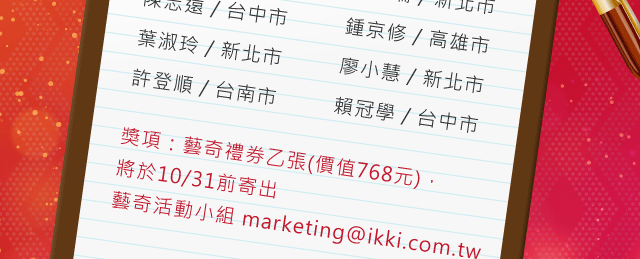 陳志遠 / 台中市
/ 新北市
葉淑玲 / 新北市
鍾京修 / 高雄市
許登順 / 台南市
廖小慧 / 新北市
賴冠學 / 台中市
獎項：藝奇禮券乙張(價值768元)，
將於10/31前寄出
藝奇活動小組 marketing@ikki.com.tw